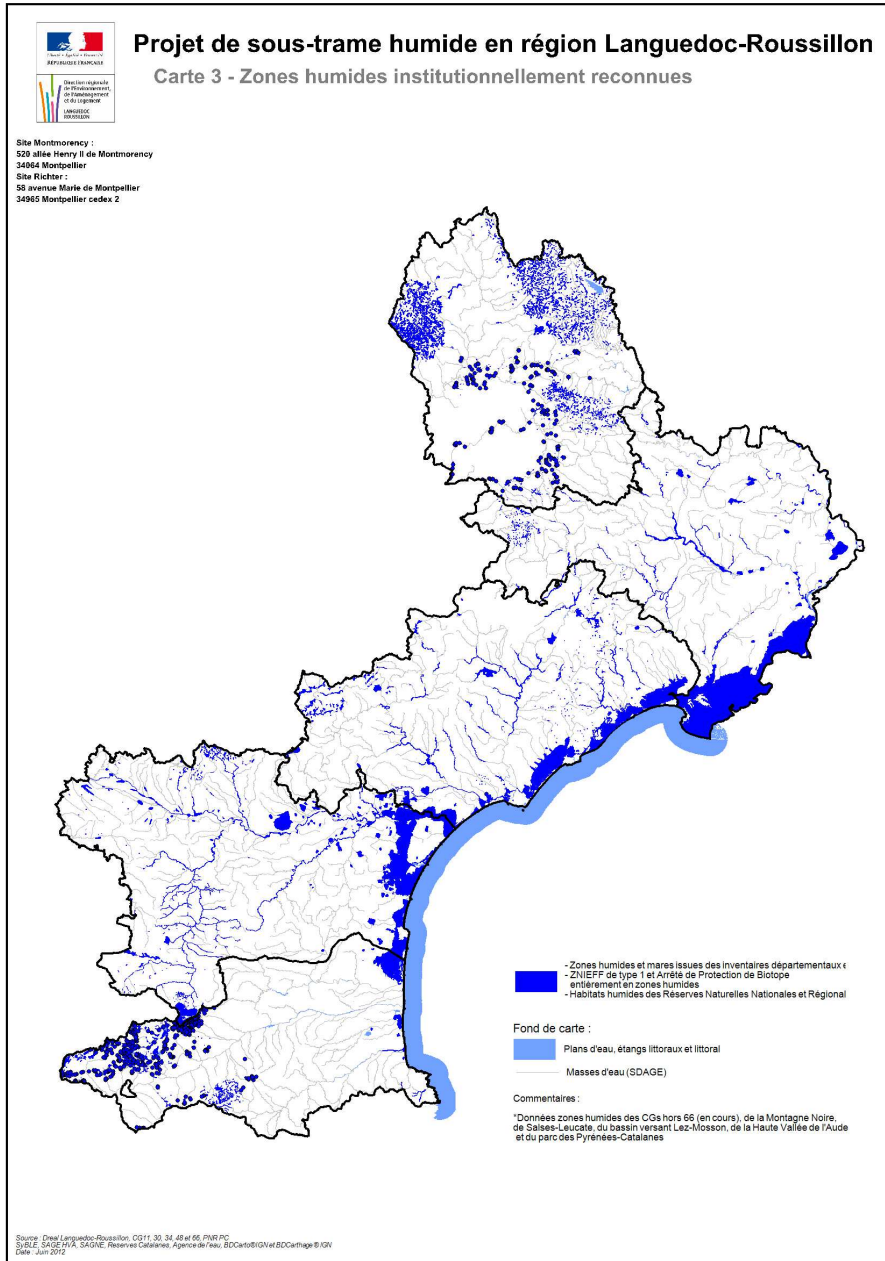 Projet de sous-trame humide en région Languedoc-Roussillon
Carte 3 - Zones humides institutionnellement reconnues
Liberté • Égalité • Fraternité
RÉPUBLIQUE FRANÇAISE
Direction régionale
de l'Environnement,
de l'Aménagement
et du Logement
LANGUEDOC
ROUSSILLON
Site Montmorency :
520 allée Henry II de Montmorency
34064 Montpellier
Site Richter :
58 avenue Marie de Montpellier
34965 Montpellier cedex 2
- Zones humides et mares issues des inventaires départementaux e
- ZNIEFF de type 1 et Arrêté de Protection de Biotope
entièrement en zones humides
- Habitats humides des Réserves Naturelles Nationales et Régional
Fond de carte :
Plans d'eau, étangs littoraux et littoral
Masses d'eau (SDAGE)
Commentaires :
*Données zones humides des CGs hors 66 (en cours), de la Montagne Noire,
de Salses-Leucate, du bassin versant Lez-Mosson, de la Haute Vallée de l'Aude
et du parc des Pyrénées-Catalanes
Source : Dreal Languedoc-Roussillon, CG11, 30, 34, 48 et 66, PNR PC
SyBLE, SAGE HVA, SAGNE, Reserves Catalanes, Agence de l'eau, BDCarto®IGN et BDCarthage®IGN
Date : Juin 2012